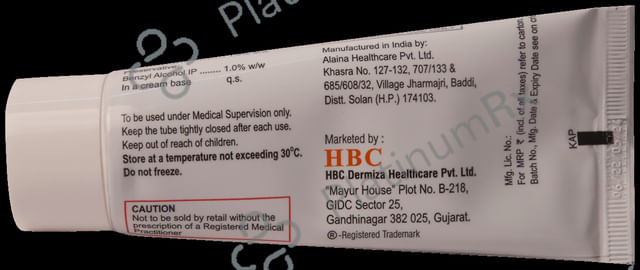 Preservative:
Benzyl Alcohol IP ........ 1.0% w/w
In a cream base q.s.
To be used under Medical Supervision only.
Keep the tube tightly closed after each use.
Keep out of reach of children.
Store at a temperature not exceeding 30°C.
Do not freeze.
CAUTION
Not to be sold by retail without the
prescription of a Registered Medical
Practitioner
Manufactured in India by:
Alaina Healthcare Pvt. Ltd.
Khasra No. 127-132, 707/133 &
685/608/32, Village Jharmajri, Baddi,
Distt. Solan (H.P.) 174103.
Marketed by :
HBC
HBC Dermiza Healthcare Pvt. Ltd.
"Mayur House" Plot No. B-218,
GIDC Sector 25,
Gandhinagar 382 025, Gujarat.
®-Registered Trademark
Mfg. Lic. No.:
For MRP ₹ (incl. of all taxes) refer to carton
Batch No., Mfg. Date & Expiry Date see on
KAP
PlatinumRx